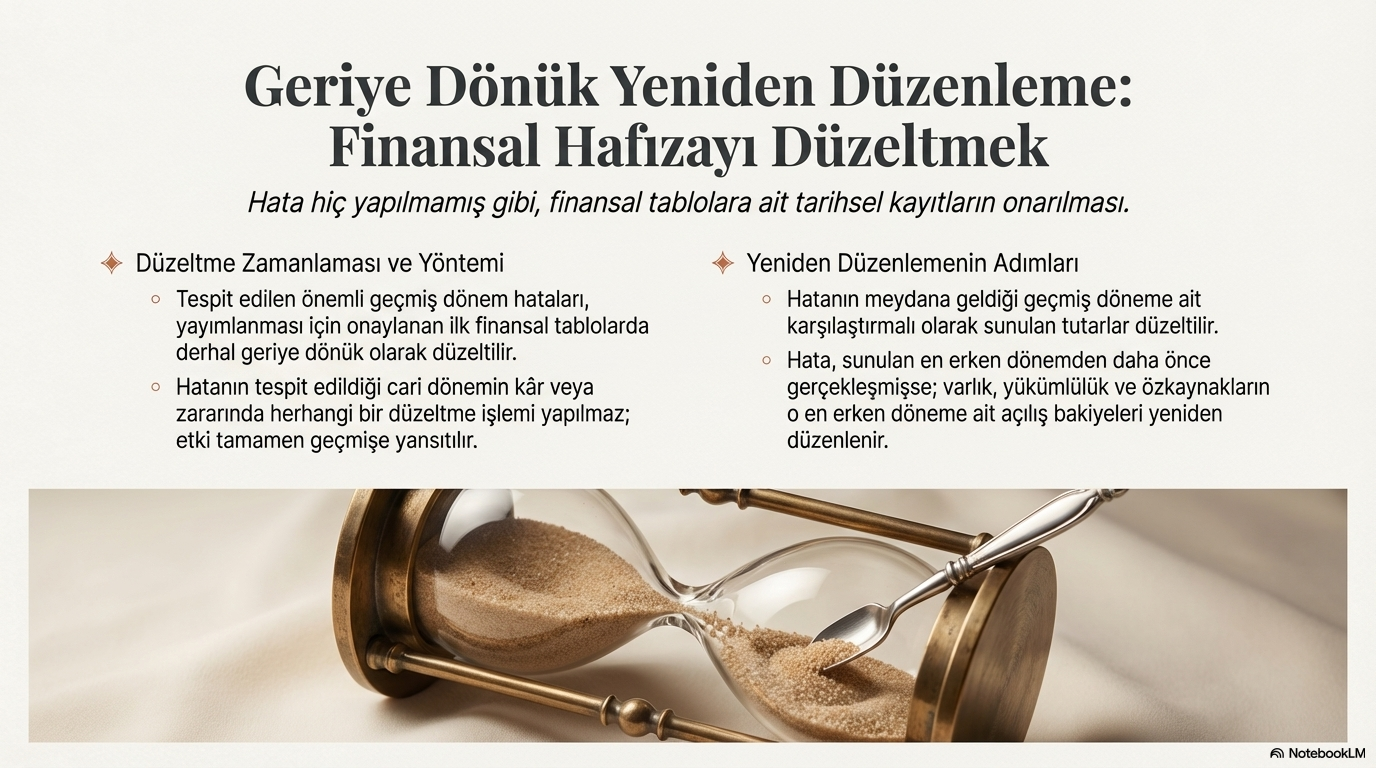 Geriye Dönük Yeniden Düzenleme:
Finansal Hafızayı Düzeltmek
Hata hiç yapılmamış gibi, finansal tablolara ait tarihsel kayıtların onarılması.
Düzeltme Zamanlaması ve Yöntemi
Tespit edilen önemli geçmiş dönem hataları,
yayımlanması için onaylanan ilk finansal tablolarda
derhal geriye dönük olarak düzeltilir.
Hatanın tespit edildiği cari dönemin kâr veya
zararında herhangi bir düzeltme işlemi yapılmaz;
etki tamamen geçmişe yansıtılır.
Yeniden Düzenlemenin Adımları
Hatanın meydana geldiği geçmiş döneme ait
karşılaştırmalı olarak sunulan tutarlar düzeltilir.
Hata, sunulan en erken dönemden daha önce
gerçekleşmişse; varlık, yükümlülük ve özkaynakların
o en erken döneme ait açılış bakiyeleri yeniden
düzenlenir.
NotebookLM